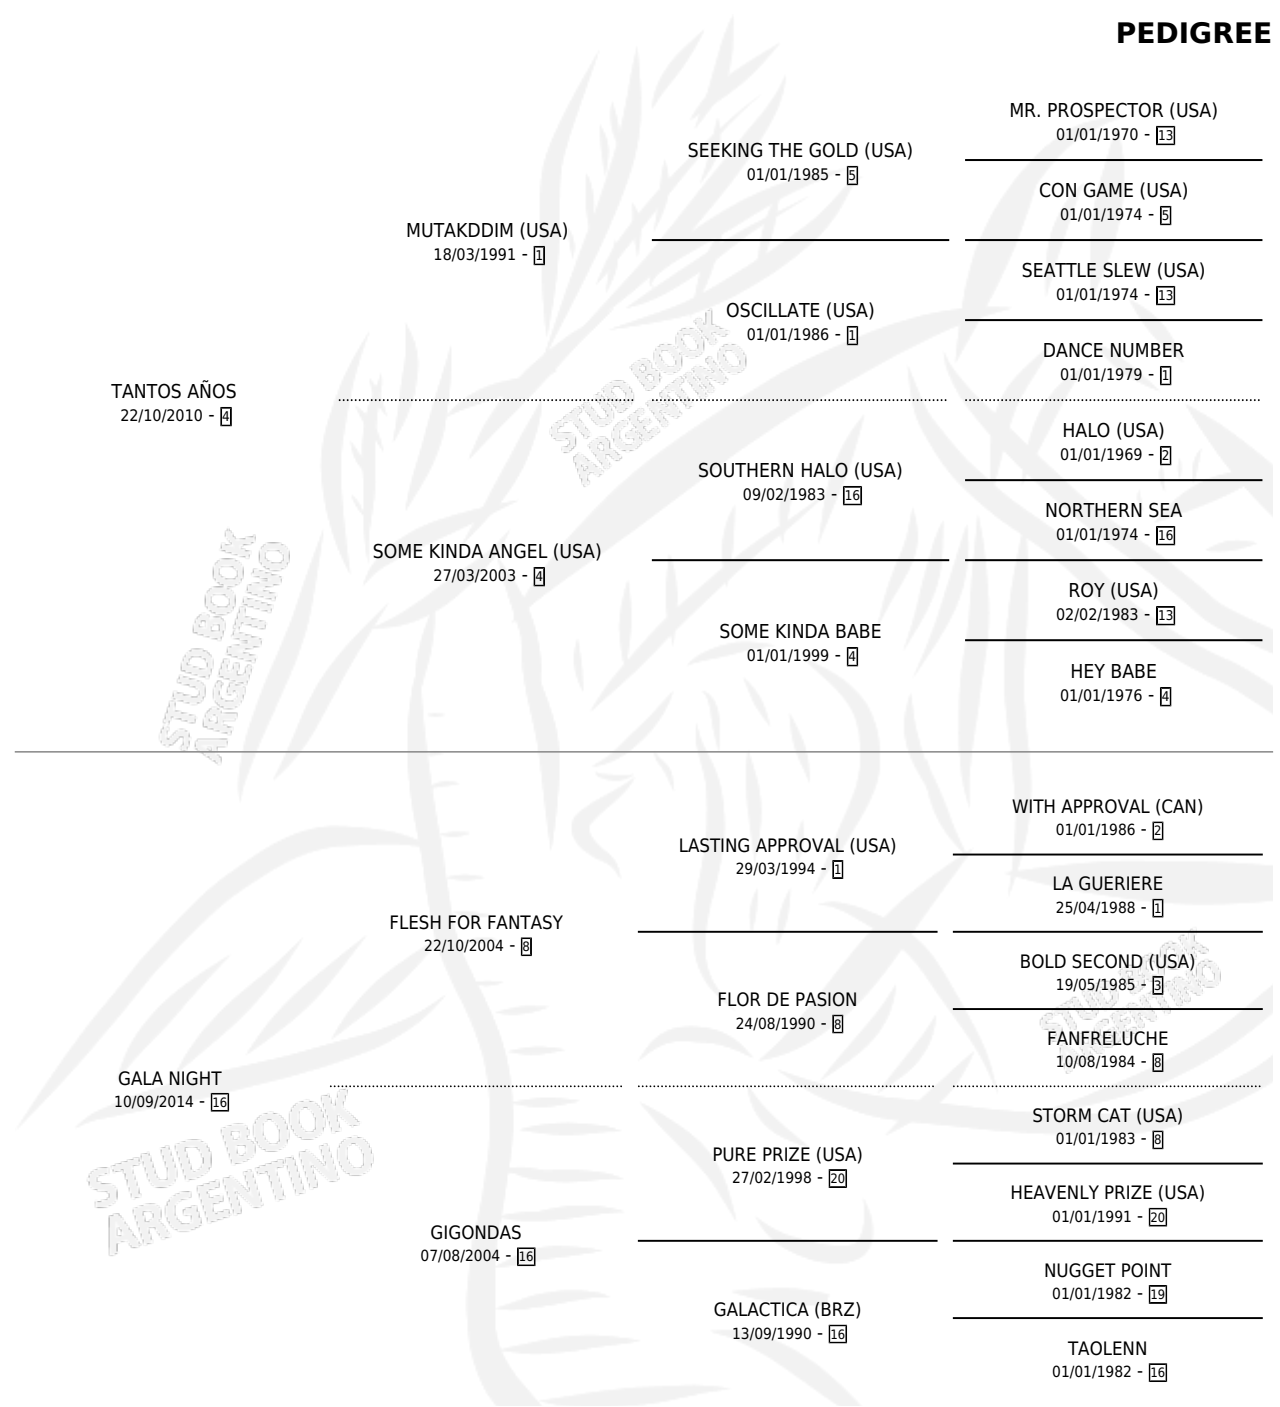 PEDIGREE
MR. PROSPECTOR (USA)
01/01/1970 - 13
SEEKING THE GOLD (USA)
01/01/1985 - 5
CON GAME (USA)
01/01/1974 - 5
MUTAKDDIM (USA)
18/03/1991 - 1
SEATTLE SLEW (USA)
01/01/1974 - 13
OSCILLATE (USA)
01/01/1986 - 1
DANCE NUMBER
01/01/1979 - 1
TANTOS AÑOS
22/10/2010 - 4
HALO (USA)
01/01/1969 - 2
SOUTHERN HALO (USA)
09/02/1983 - 16
NORTHERN SEA
01/01/1974 - 16
SOME KINDA ANGEL (USA)
27/03/2003 - 4
ROY (USA)
02/02/1983 - 13
SOME KINDA BABE
01/01/1999 - 4
HEY BABE
01/01/1976 - 4
WITH APPROVAL (CAN)
01/01/1986 - 2
LASTING APPROVAL (USA)
29/03/1994 - 1
LA GUERIERE
25/04/1988 - 1
FLESH FOR FANTASY
22/10/2004 - 8
BOLD SECOND (USA)
19/05/1985 - 3
FLOR DE PASION
24/08/1990 - 8
FANFRELUCHE
10/08/1984 - 8
GALA NIGHT
10/09/2014 - 16
STORM CAT (USA)
01/01/1983 - 8
PURE PRIZE (USA)
27/02/1998 - 20
HEAVENLY PRIZE (USA)
01/01/1991 - 20
GIGONDAS
07/08/2004 - 16
NUGGET POINT
01/01/1982 - 19
GALACTICA (BRZ)
13/09/1990 - 16
TAOLENN
01/01/1982 - 16
STUD BOOK
ARGENTINO
STUD BOOK
ARGENTINO
STUD BOOK
ARGENTINO
STUD BOOK
ARGENTINO